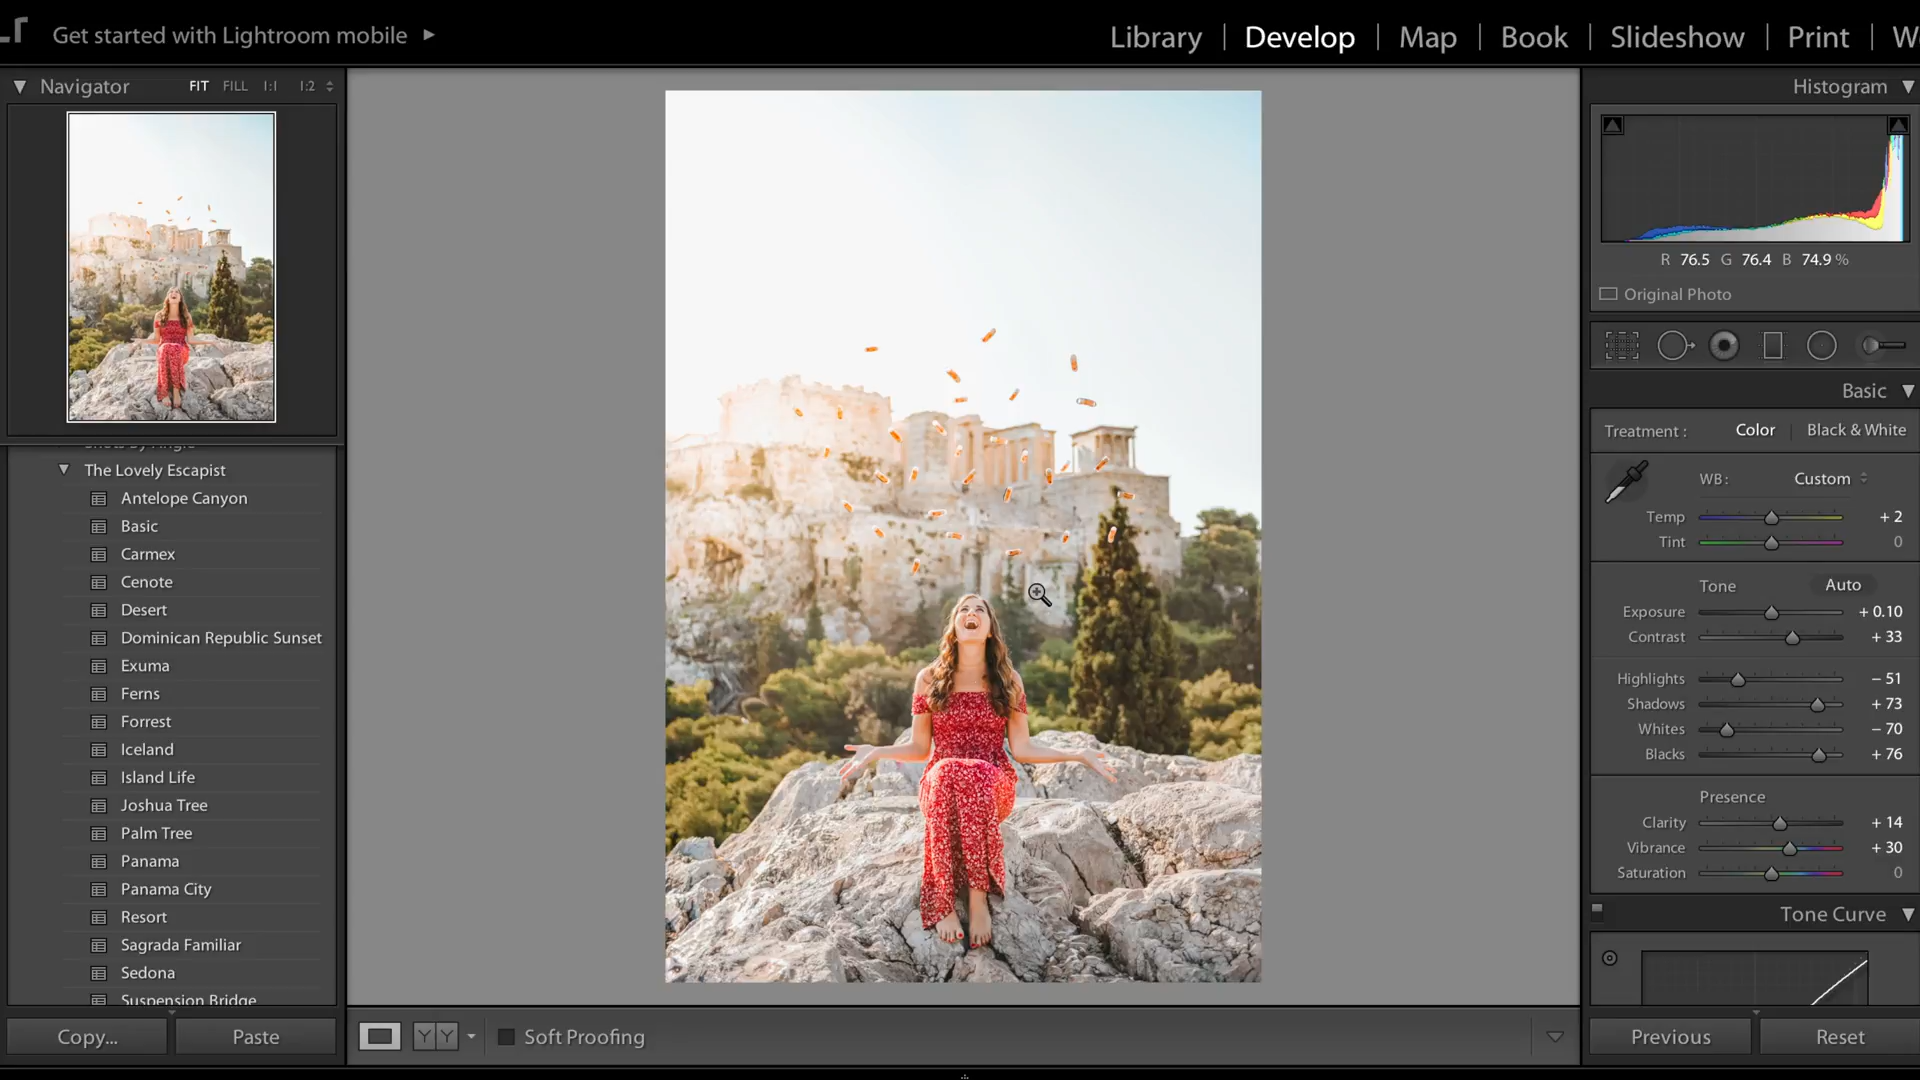 Get started with Lightroom mobile
Library | Develop | Map | Book | Slideshow | Print |
Navigator FIT FILL 1:1 1:2
The Lovely Escapist
Antelope Canyon
Basic
Carmex
Cenote
Desert
Dominican Republic Sunset
Exuma
Ferns
Forrest
Iceland
Island Life
Joshua Tree
Palm Tree
Panama
Panama City
Resort
Sagrada Familiar
Sedona
Suspension Bridge
Copy... Paste
YY Soft Proofing
Histogram
R 76.5 G 76.4 B 74.9 %
Original Photo
Basic
Treatment : Color | Black & White
WB : Custom
Temp + 2
Tint 0
Tone Auto
Exposure + 0.10
Contrast + 33
Highlights − 51
Shadows + 73
Whites − 70
Blacks + 76
Presence
Clarity + 14
Vibrance + 30
Saturation 0
Tone Curve
Previous Reset